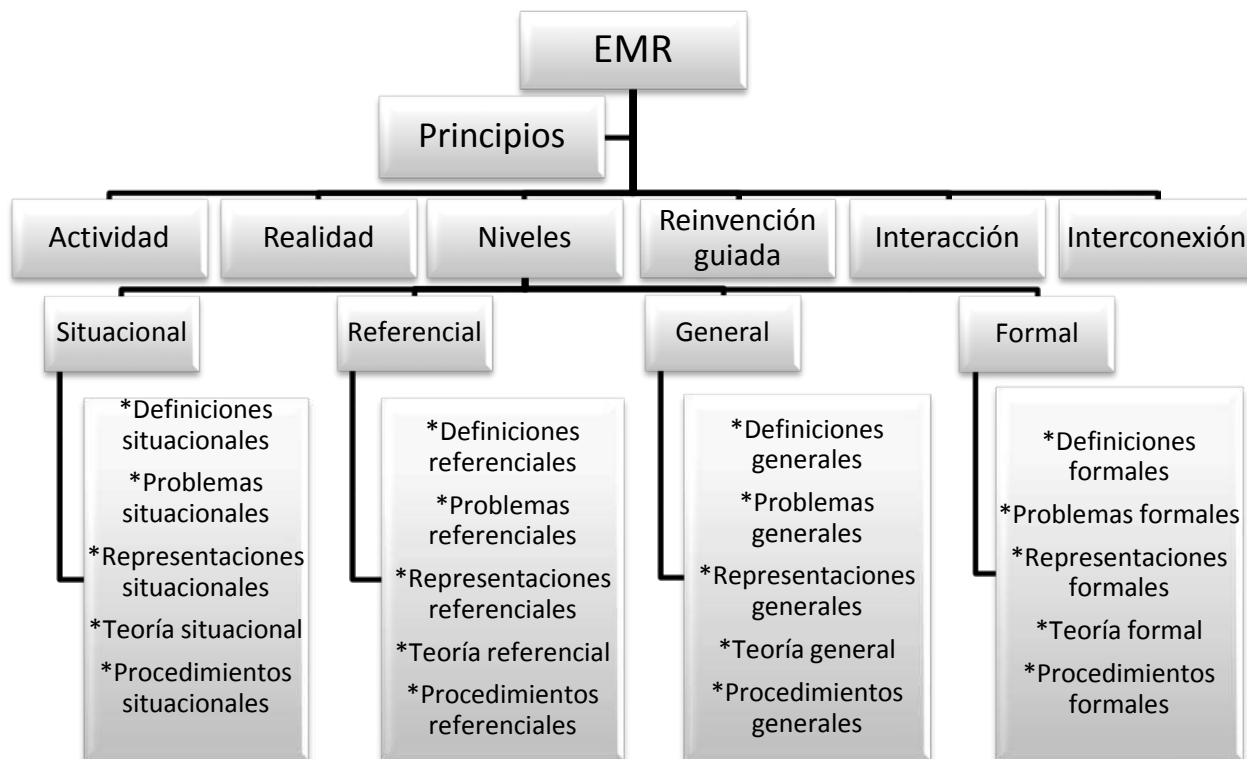 EMR
Principios
Actividad
Realidad
Niveles
Reinvención
guiada
Interacción
Interconexión
Situacional
Referencial
General
Formal
*Definiciones
situacionales
*Problemas
situacionales
*Representaciones
situacionales
*Teoría situacional
*Procedimientos
situacionales
*Definiciones
referenciales
*Problemas
referenciales
*Representaciones
referenciales
*Teoría referencial
*Procedimientos
referenciales
*Definiciones
generales
*Problemas
generales
*Representaciones
generales
*Teoría general
*Procedimientos
generales
*Definiciones
formales
*Problemas formales
*Representaciones
formales
*Teoría formal
*Procedimientos
formales